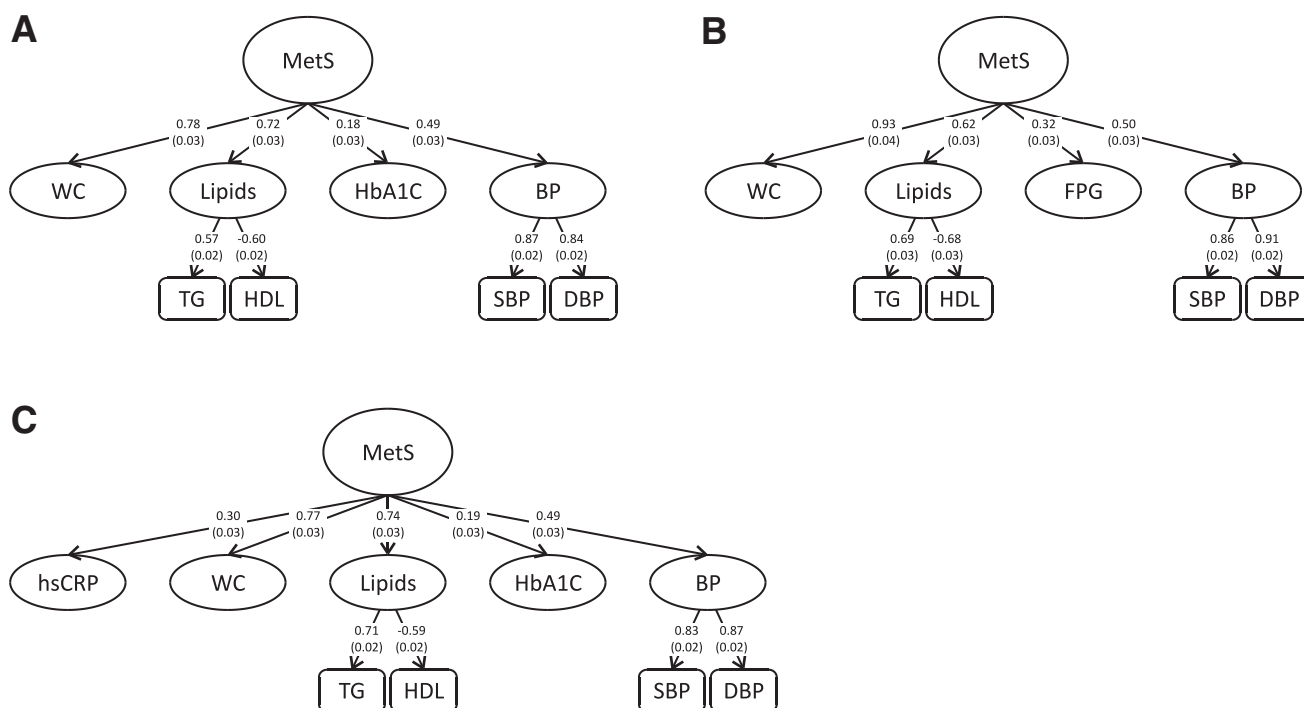 A
MetS
0.78 0.72 0.18 0.49
(0.03) (0.03) (0.03) (0.03)
WC Lipids HbA1C BP
0.57 -0.60 0.87 0.84
(0.02) (0.02) (0.02) (0.02)
TG HDL SBP DBP
B
MetS
0.93 0.62 0.32 0.50
(0.04) (0.03) (0.03) (0.03)
WC Lipids FPG BP
0.69 -0.68 0.86 0.91
(0.03) (0.03) (0.02) (0.02)
TG HDL SBP DBP
C
MetS
0.30 0.77 0.74 0.19 0.49
(0.03) (0.03) (0.03) (0.03) (0.03)
hsCRP WC Lipids HbA1C BP
0.71 -0.59 0.83 0.87
(0.02) (0.02) (0.02) (0.02)
TG HDL SBP DBP